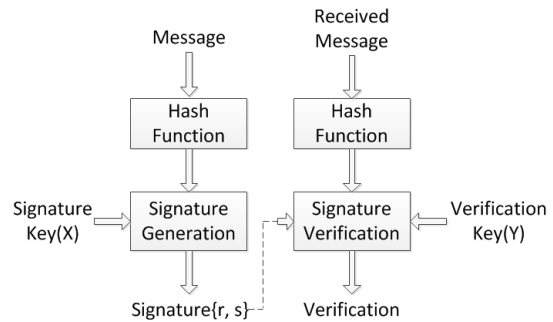 Message
Received
Message
Hash
Function
Hash
Function
Signature
Key(X)
Signature
Generation
Signature
Verification
Verification
Key(Y)
Signature{r, s}
Verification